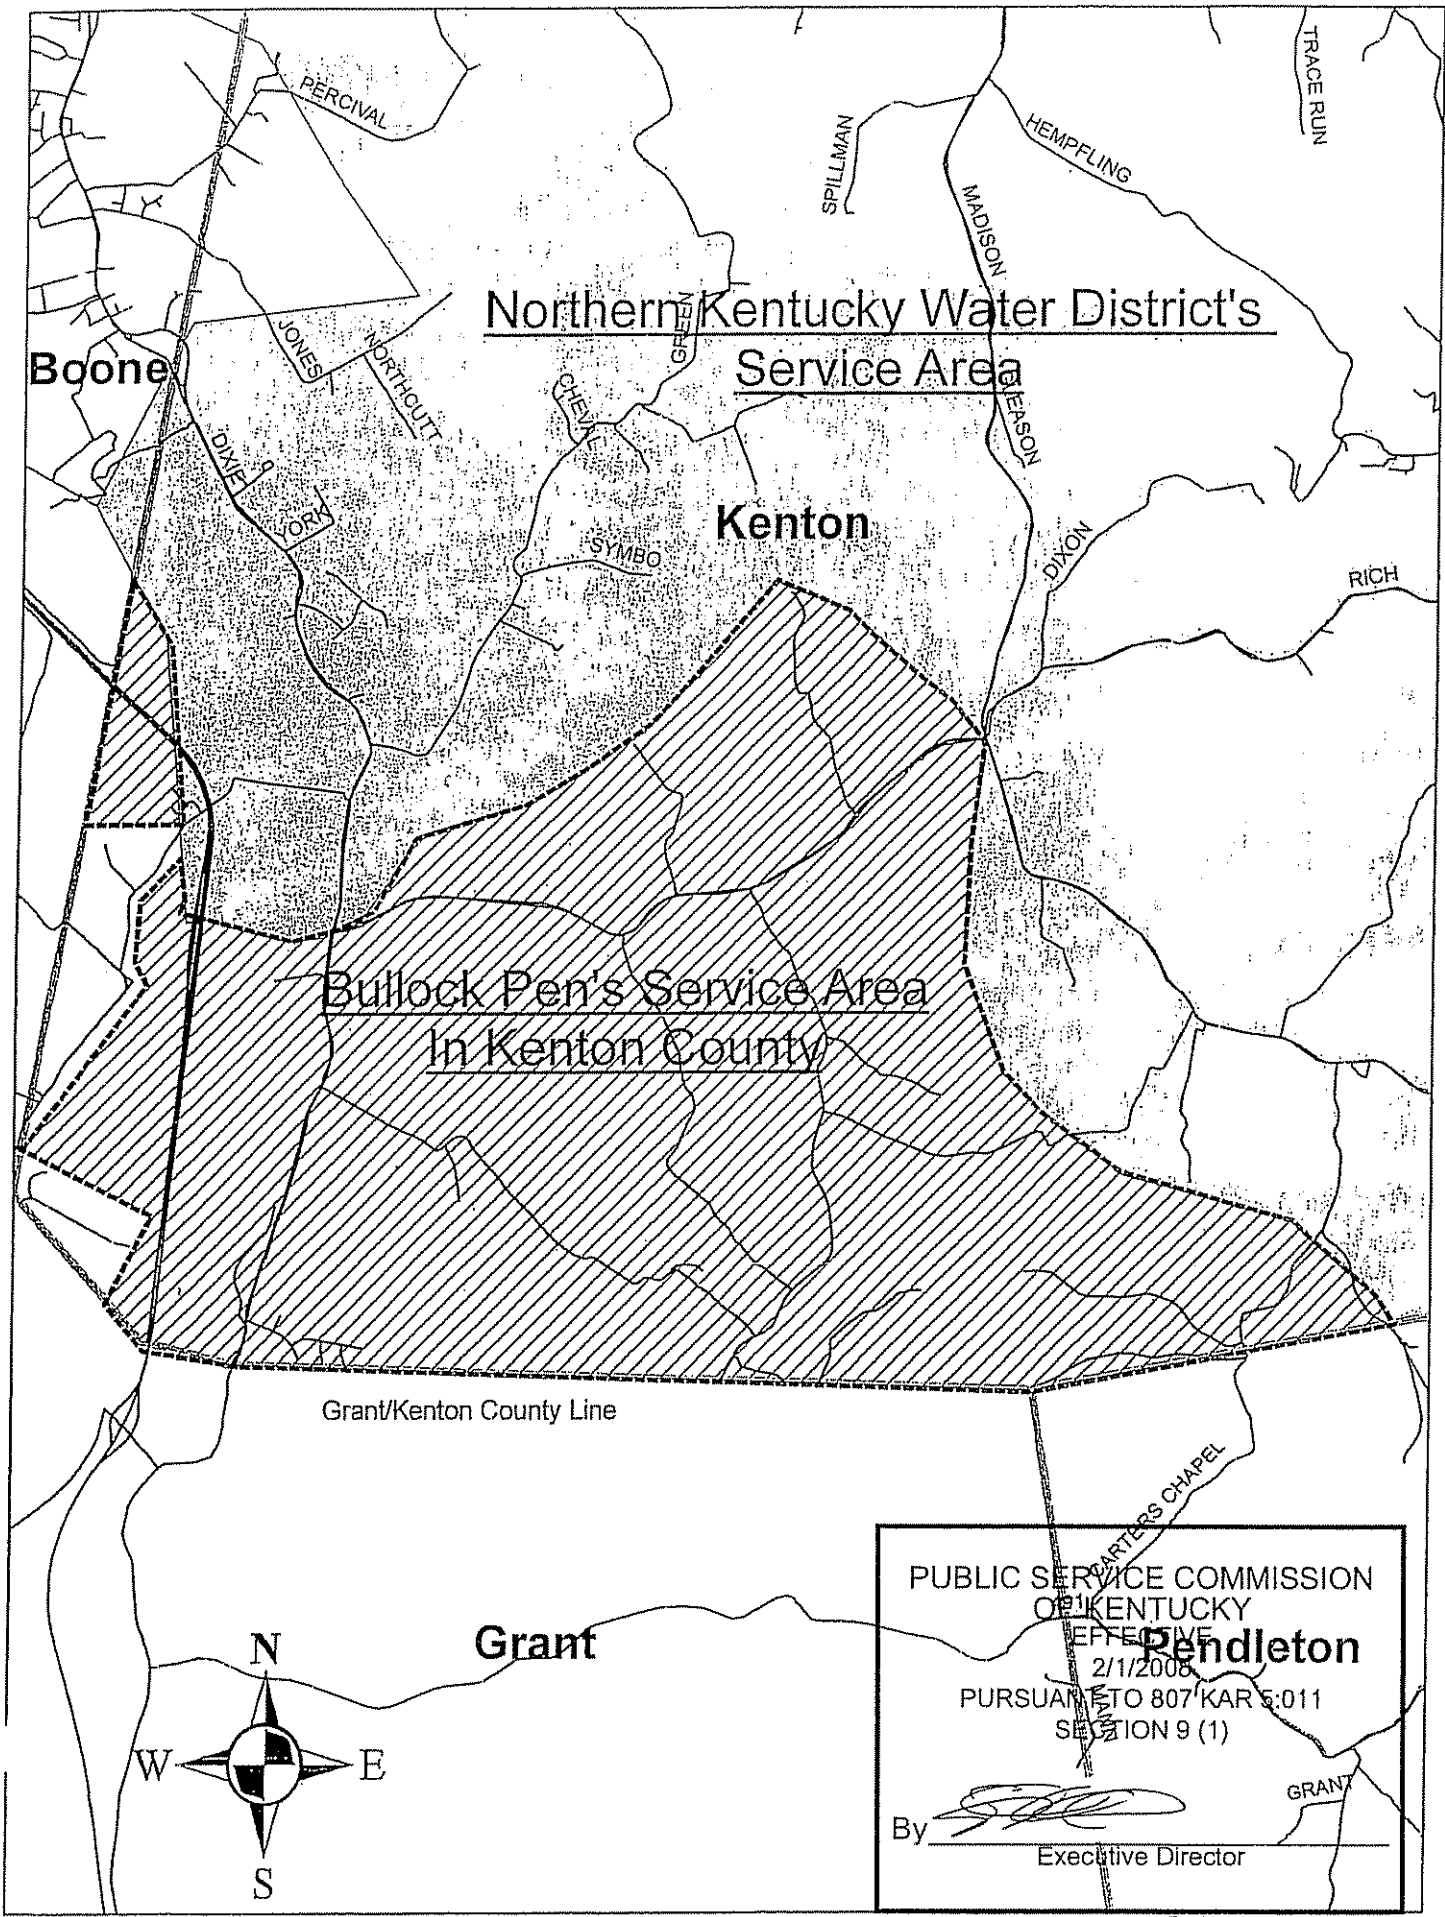 PERCIVAL
TRACE RUN
SPILLMAN
HEMPFLING
MADISON
Northern Kentucky Water District's
Service Area
GREEN
JONES
NORTHCUTT
Boone
CHEVAL
DIXIE
YORK
Kenton
SYMBO
DIXON
RICH
Bullock Pen's Service Area
In Kenton County
Grant/Kenton County Line
CARTERS CHAPEL
PUBLIC SERVICE COMMISSION
OF KENTUCKY
EFFECTIVE
2/1/2008
PURSUANT TO 807 KAR 5:011
SECTION 9 (1)
Grant
Pendleton
MANN
GRANT
By
Executive Director
N
W
E
S